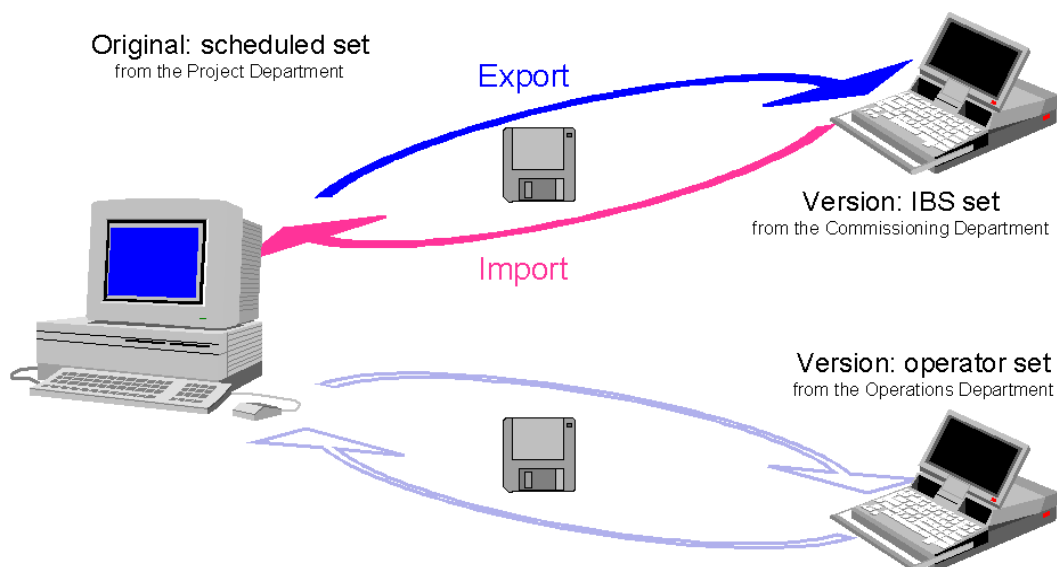 Original: scheduled set
from the Project Department
Export
Version: IBS set
from the Commissioning Department
Import
Version: operator set
from the Operations Department